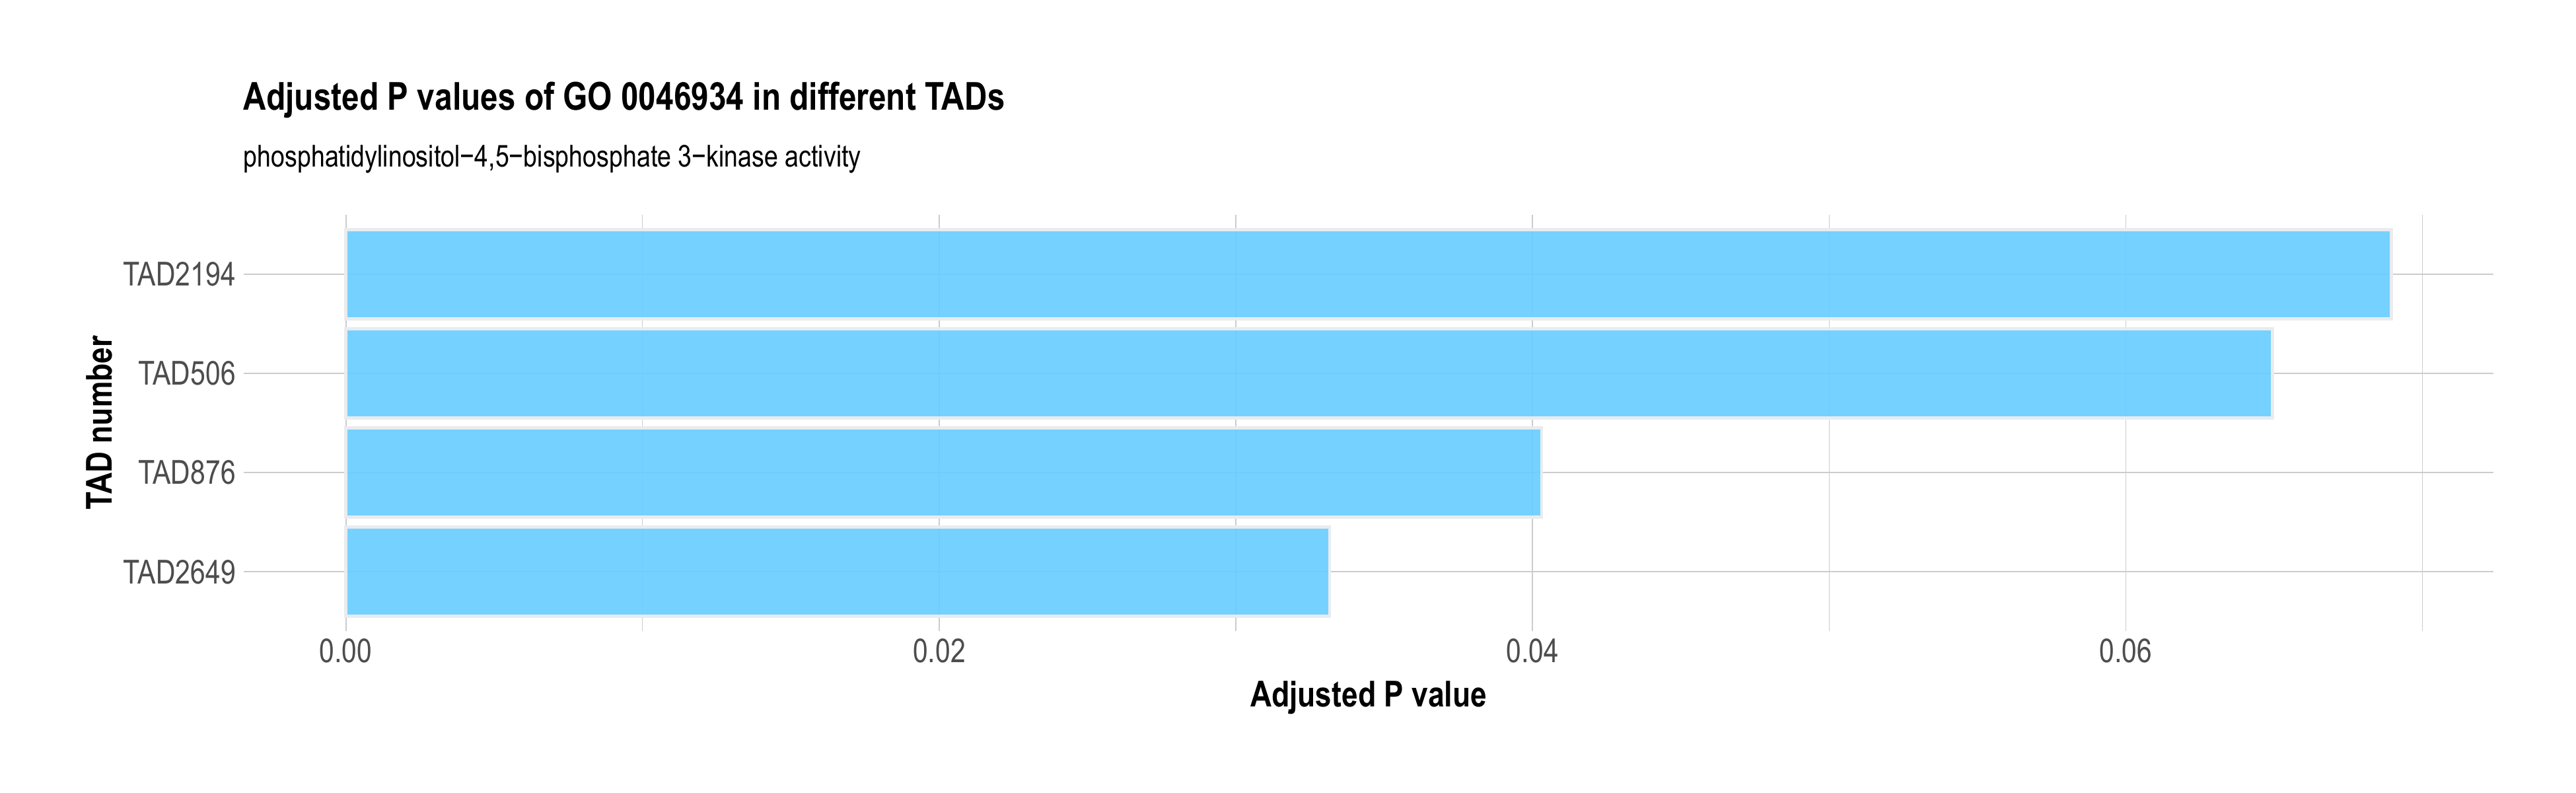 Adjusted P values of GO 0046934 in different TADs
phosphatidylinositol−4,5−bisphosphate 3−kinase activity
TAD number
TAD2194
TAD506
TAD876
TAD2649
0.00 0.02 0.04 0.06
Adjusted P value